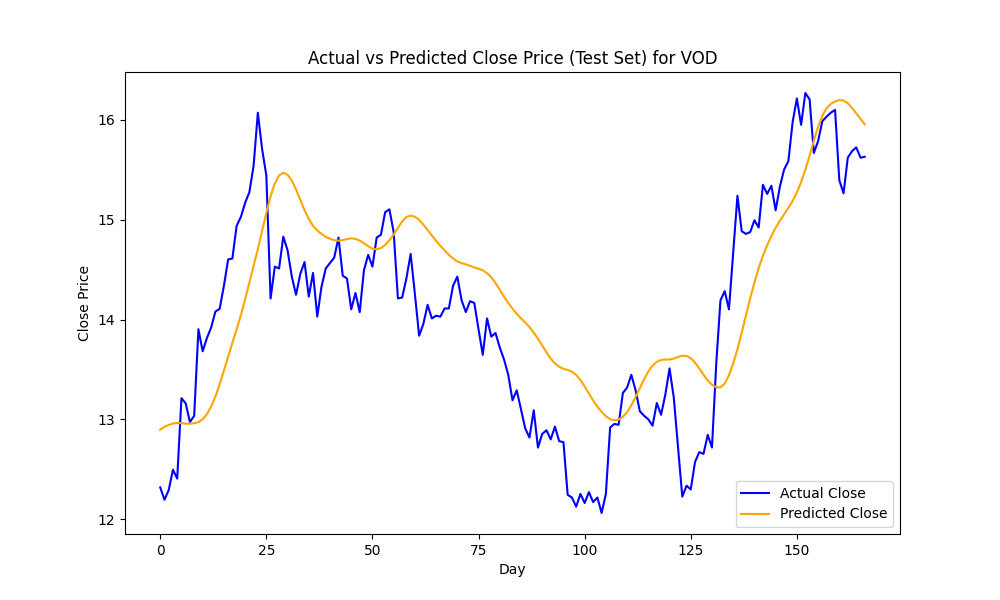 Actual vs Predicted Close Price (Test Set) for VOD
Close Price
16
15
14
13
12
0 25 50 75 100 125 150
Day
Actual Close
Predicted Close